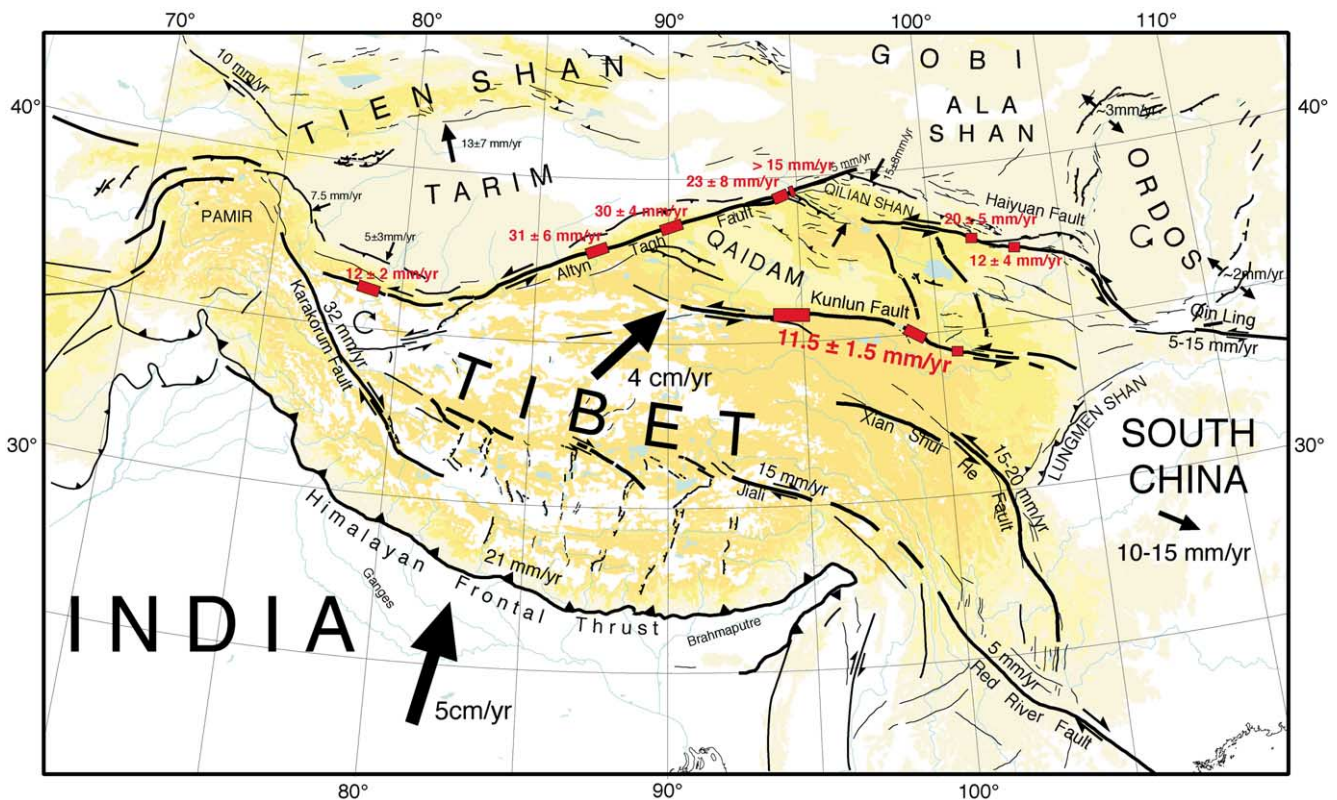 70°
80°
90°
100°
110°
10 mm/yr
TIEN SHAN
GOBI
ALA
SHAN
40°
40°
~3mm/yr
13±7 mm/yr
TARIM
> 15 mm/yr
5 mm/yr
15±8mm/yr
23 ± 8 mm/yr
ORDOS
PAMIR
7.5 mm/yr
QILIAN SHAN
Haiyuan Fault
30 ± 4 mm/yr
20 ± 5 mm/yr
31 ± 6 mm/yr
Altyn Tagh Fault
QAIDAM
12 ± 4 mm/yr
5±3mm/yr
12 ± 2 mm/yr
~2mm/yr
Karakorum Fault
32 mm/yr
Kunlun Fault
Qin Ling
5-15 mm/yr
11.5 ± 1.5 mm/yr
4 cm/yr
TIBET
LUNGMEN SHAN
30°
30°
Xian Shui He Fault
15-20 mm/yr
SOUTH
CHINA
10-15 mm/yr
15 mm/yr
Jiali
Himalayan Frontal Thrust
21 mm/yr
Ganges
Brahmaputre
INDIA
5cm/yr
5 mm/yr
Red River Fault
80°
90°
100°